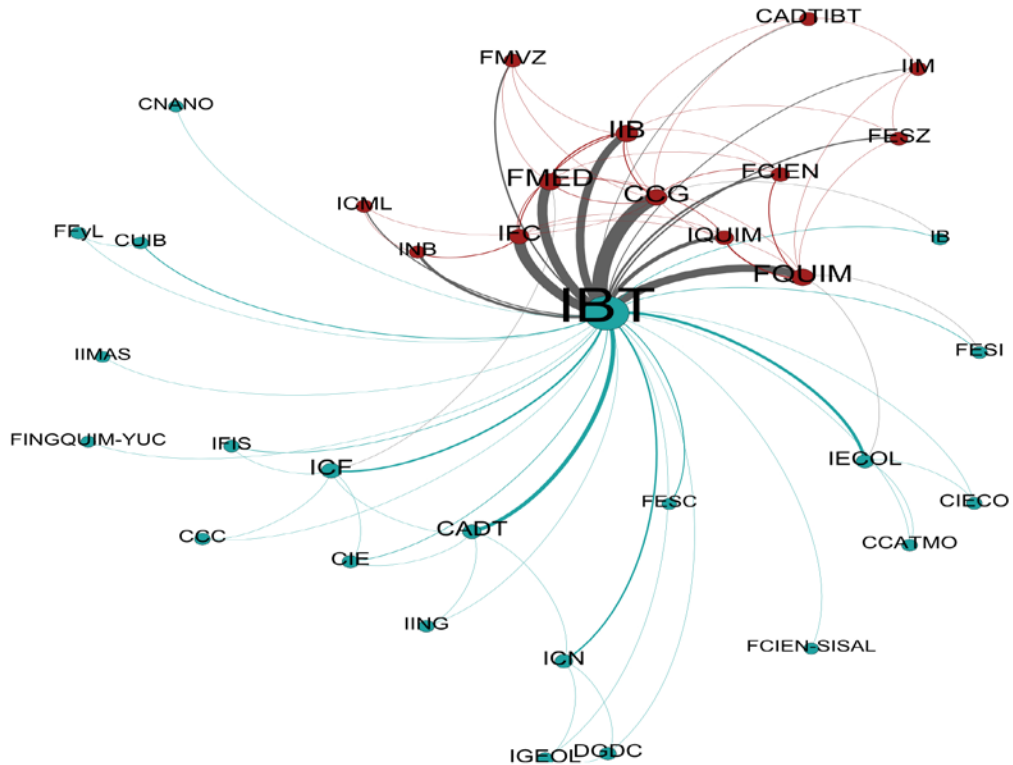 CADTIBT
FMVZ
IIM
CNANO
IIB
FESZ
FMED
FCIEN
CCG
ICML
FFyL
CUIB
INB
IFC
IQUIM
IB
FQUIM
IBT
IIMAS
FESI
FINGQUIM-YUC
IFIS
ICF
IECOL
CCC
CADT
FESC
CIECO
CIE
CCATMO
IING
ICN
FCIEN-SISAL
IGEOL
DGDC